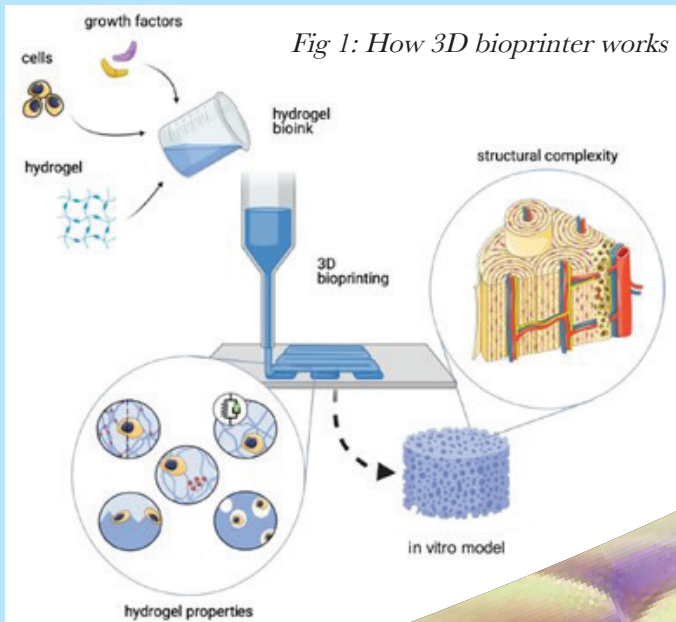 Fig 1: How 3D bioprinter works
growth factors
cells
hydrogel
hydrogel
bioink
structural complexity
3D
bioprinting
in vitro model
hydrogel properties